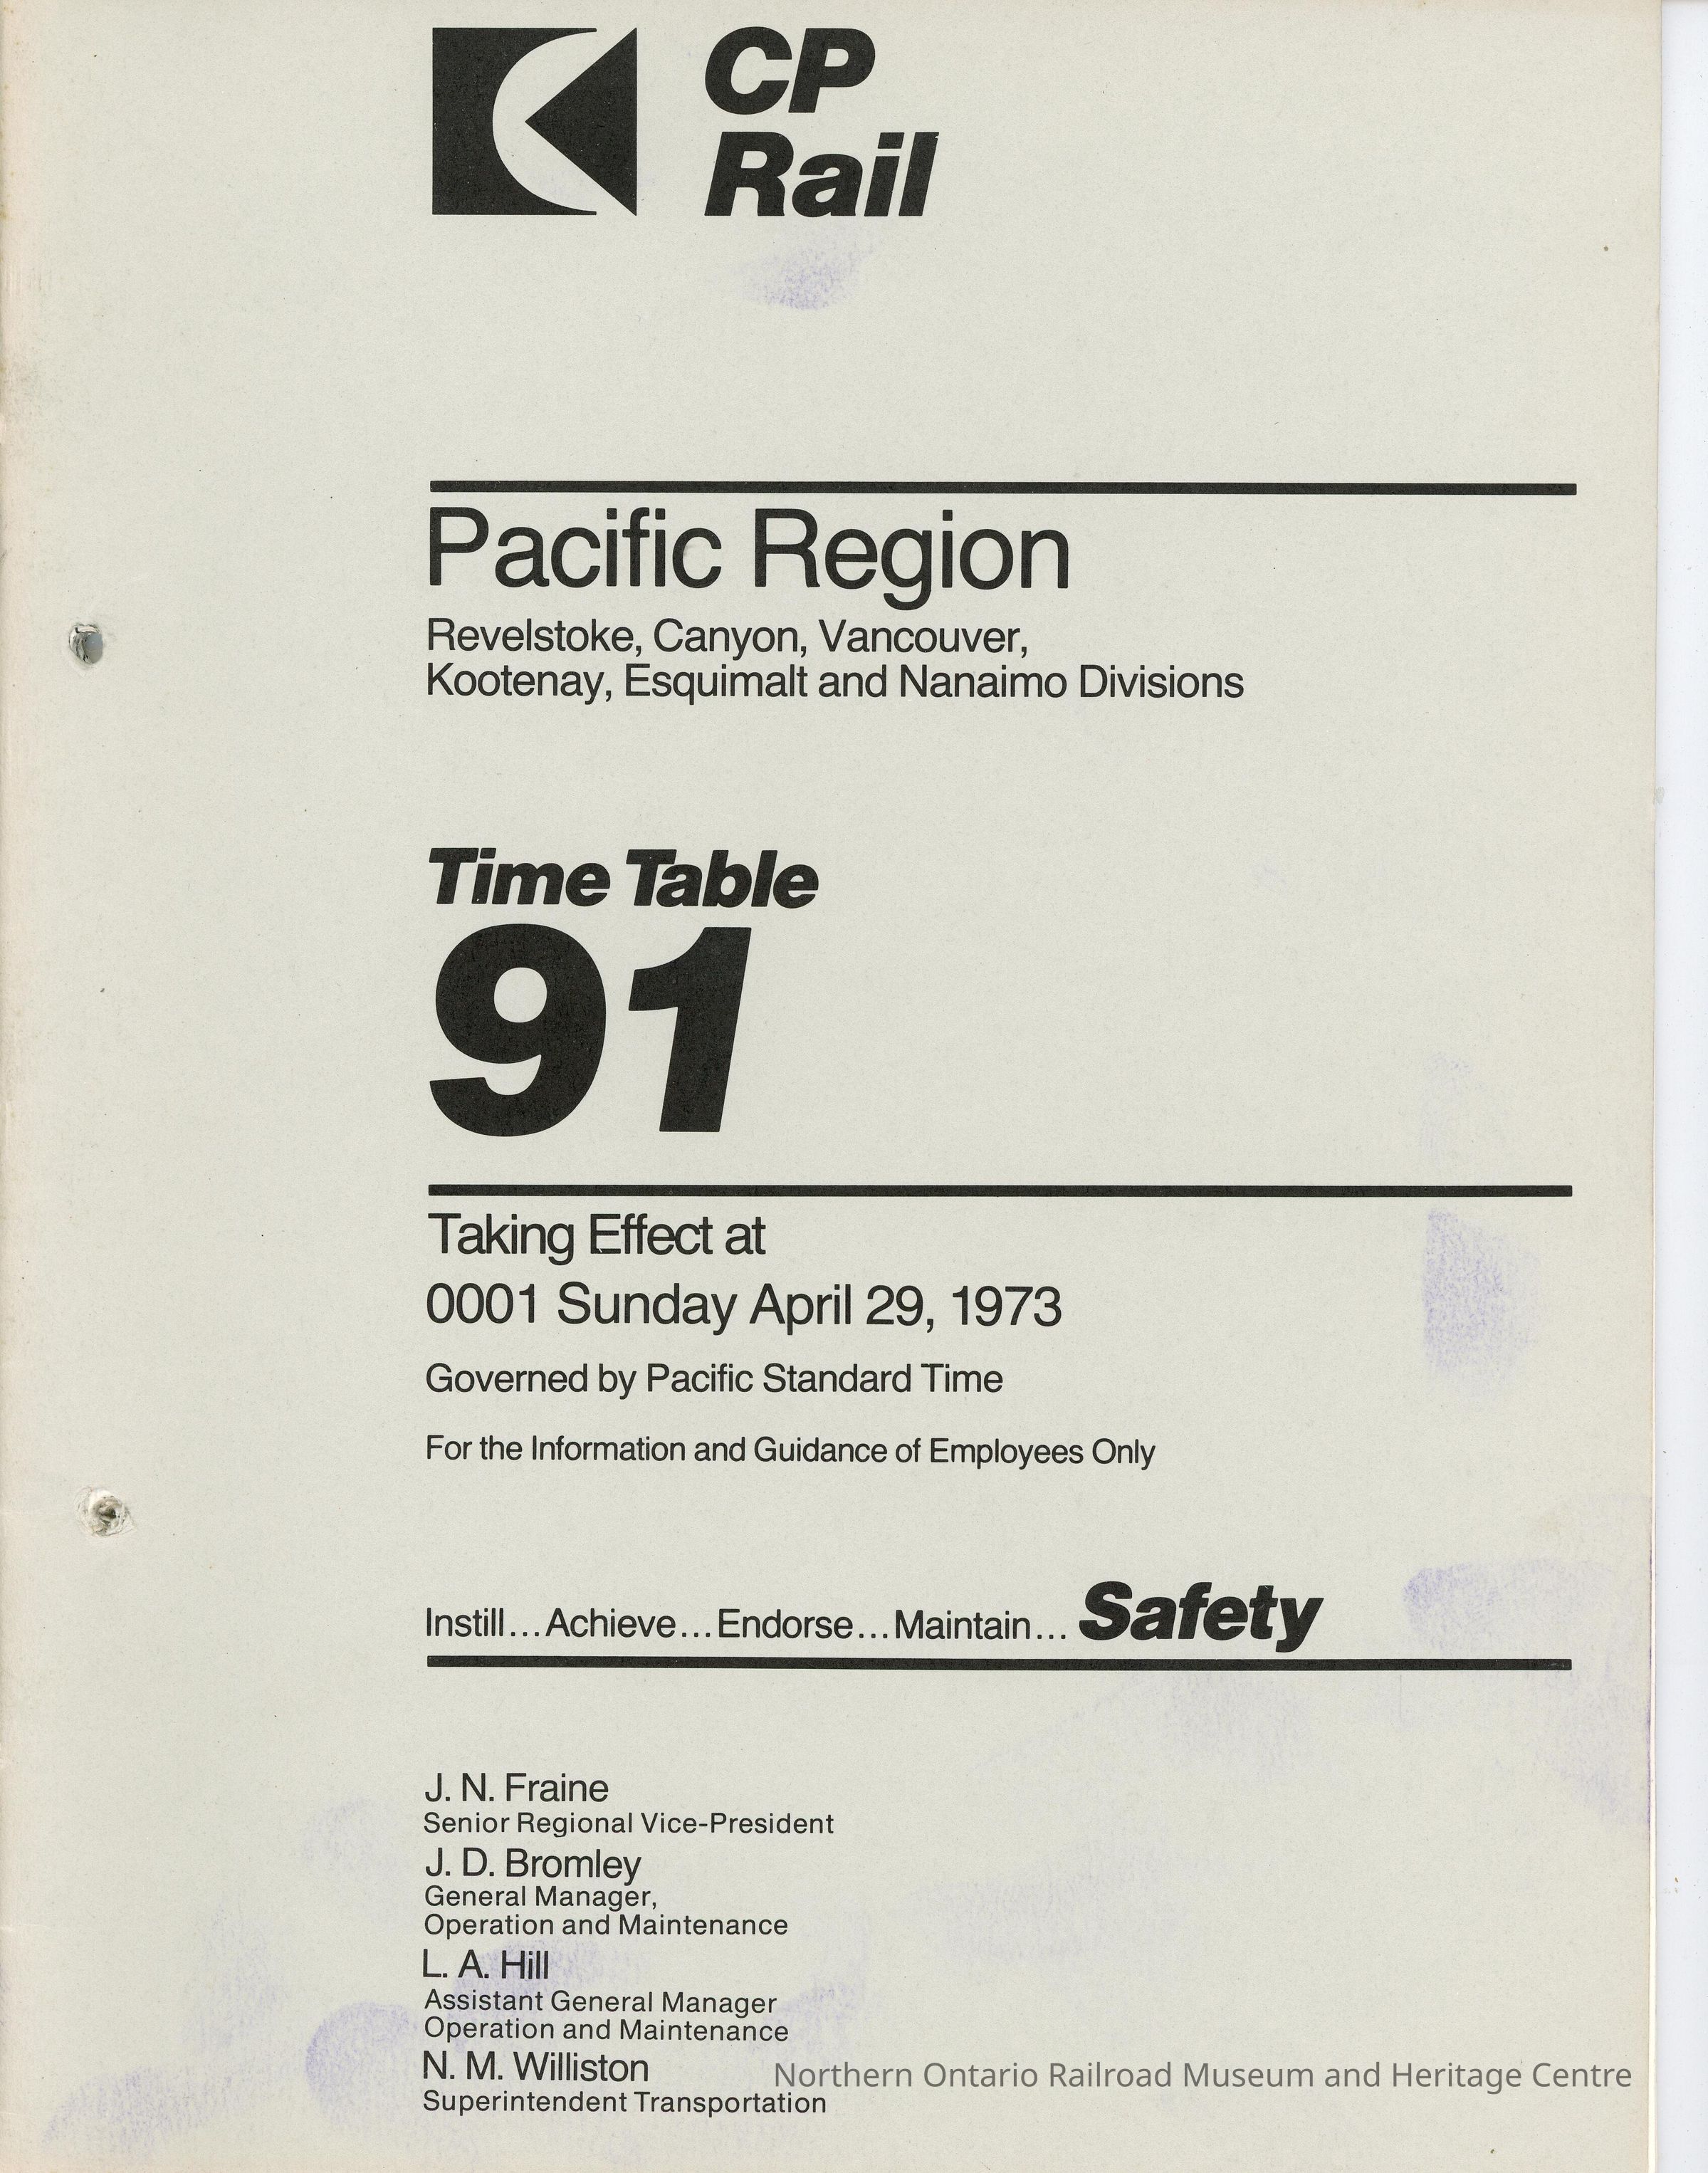 CP
Rail
Pacific Region
Revelstoke, Canyon, Vancouver,
Kootenay, Esquimalt and Nanaimo Divisions
Time Table
91
Taking Effect at
0001 Sunday April 29, 1973
Governed by Pacific Standard Time
For the Information and Guidance of Employees Only
Instill...Achieve...Endorse...Maintain... Safety
J. N. Fraine
Senior Regional Vice-President
J. D. Bromley
General Manager,
Operation and Maintenance
L. A. Hill
Assistant General Manager
Operation and Maintenance
N. M. Williston
Superintendent Transportation
Northern Ontario Railroad Museum and Heritage Centre